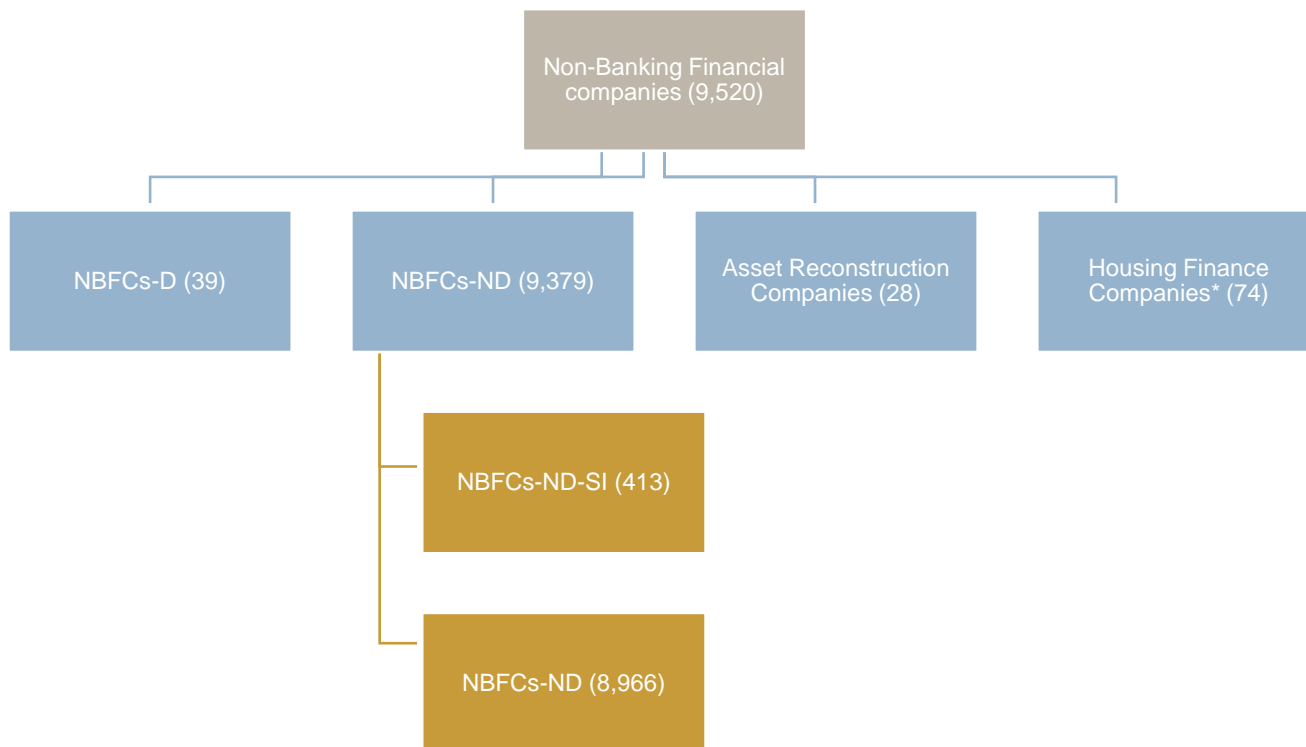 Non-Banking Financial
companies (9,520)
NBFCs-D (39)
NBFCs-ND (9,379)
Asset Reconstruction
Companies (28)
Housing Finance
Companies* (74)
NBFCs-ND-SI (413)
NBFCs-ND (8,966)